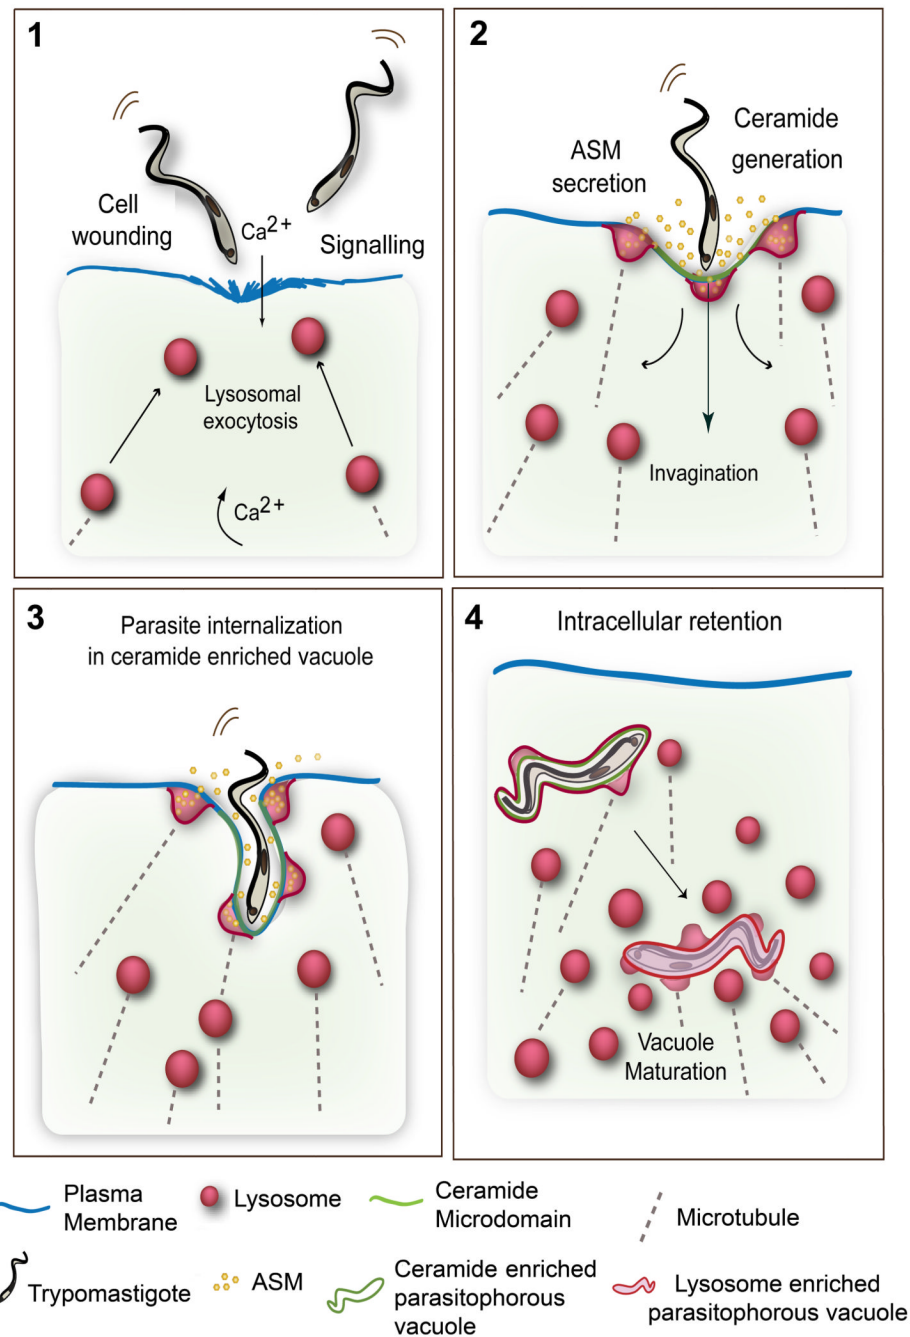 1
Cell
wounding
Ca2+
Signalling
Lysosomal
exocytosis
Ca2+
2
ASM
secretion
Ceramide
generation
Invagination
3
Parasite internalization
in ceramide enriched vacuole
4
Intracellular retention
Vacuole
Maturation
Plasma
Membrane
Lysosome
Ceramide
Microdomain
Microtubule
Trypomastigote
ASM
Ceramide enriched
parasitophorous
vacuole
Lysosome enriched
parasitophorous vacuole